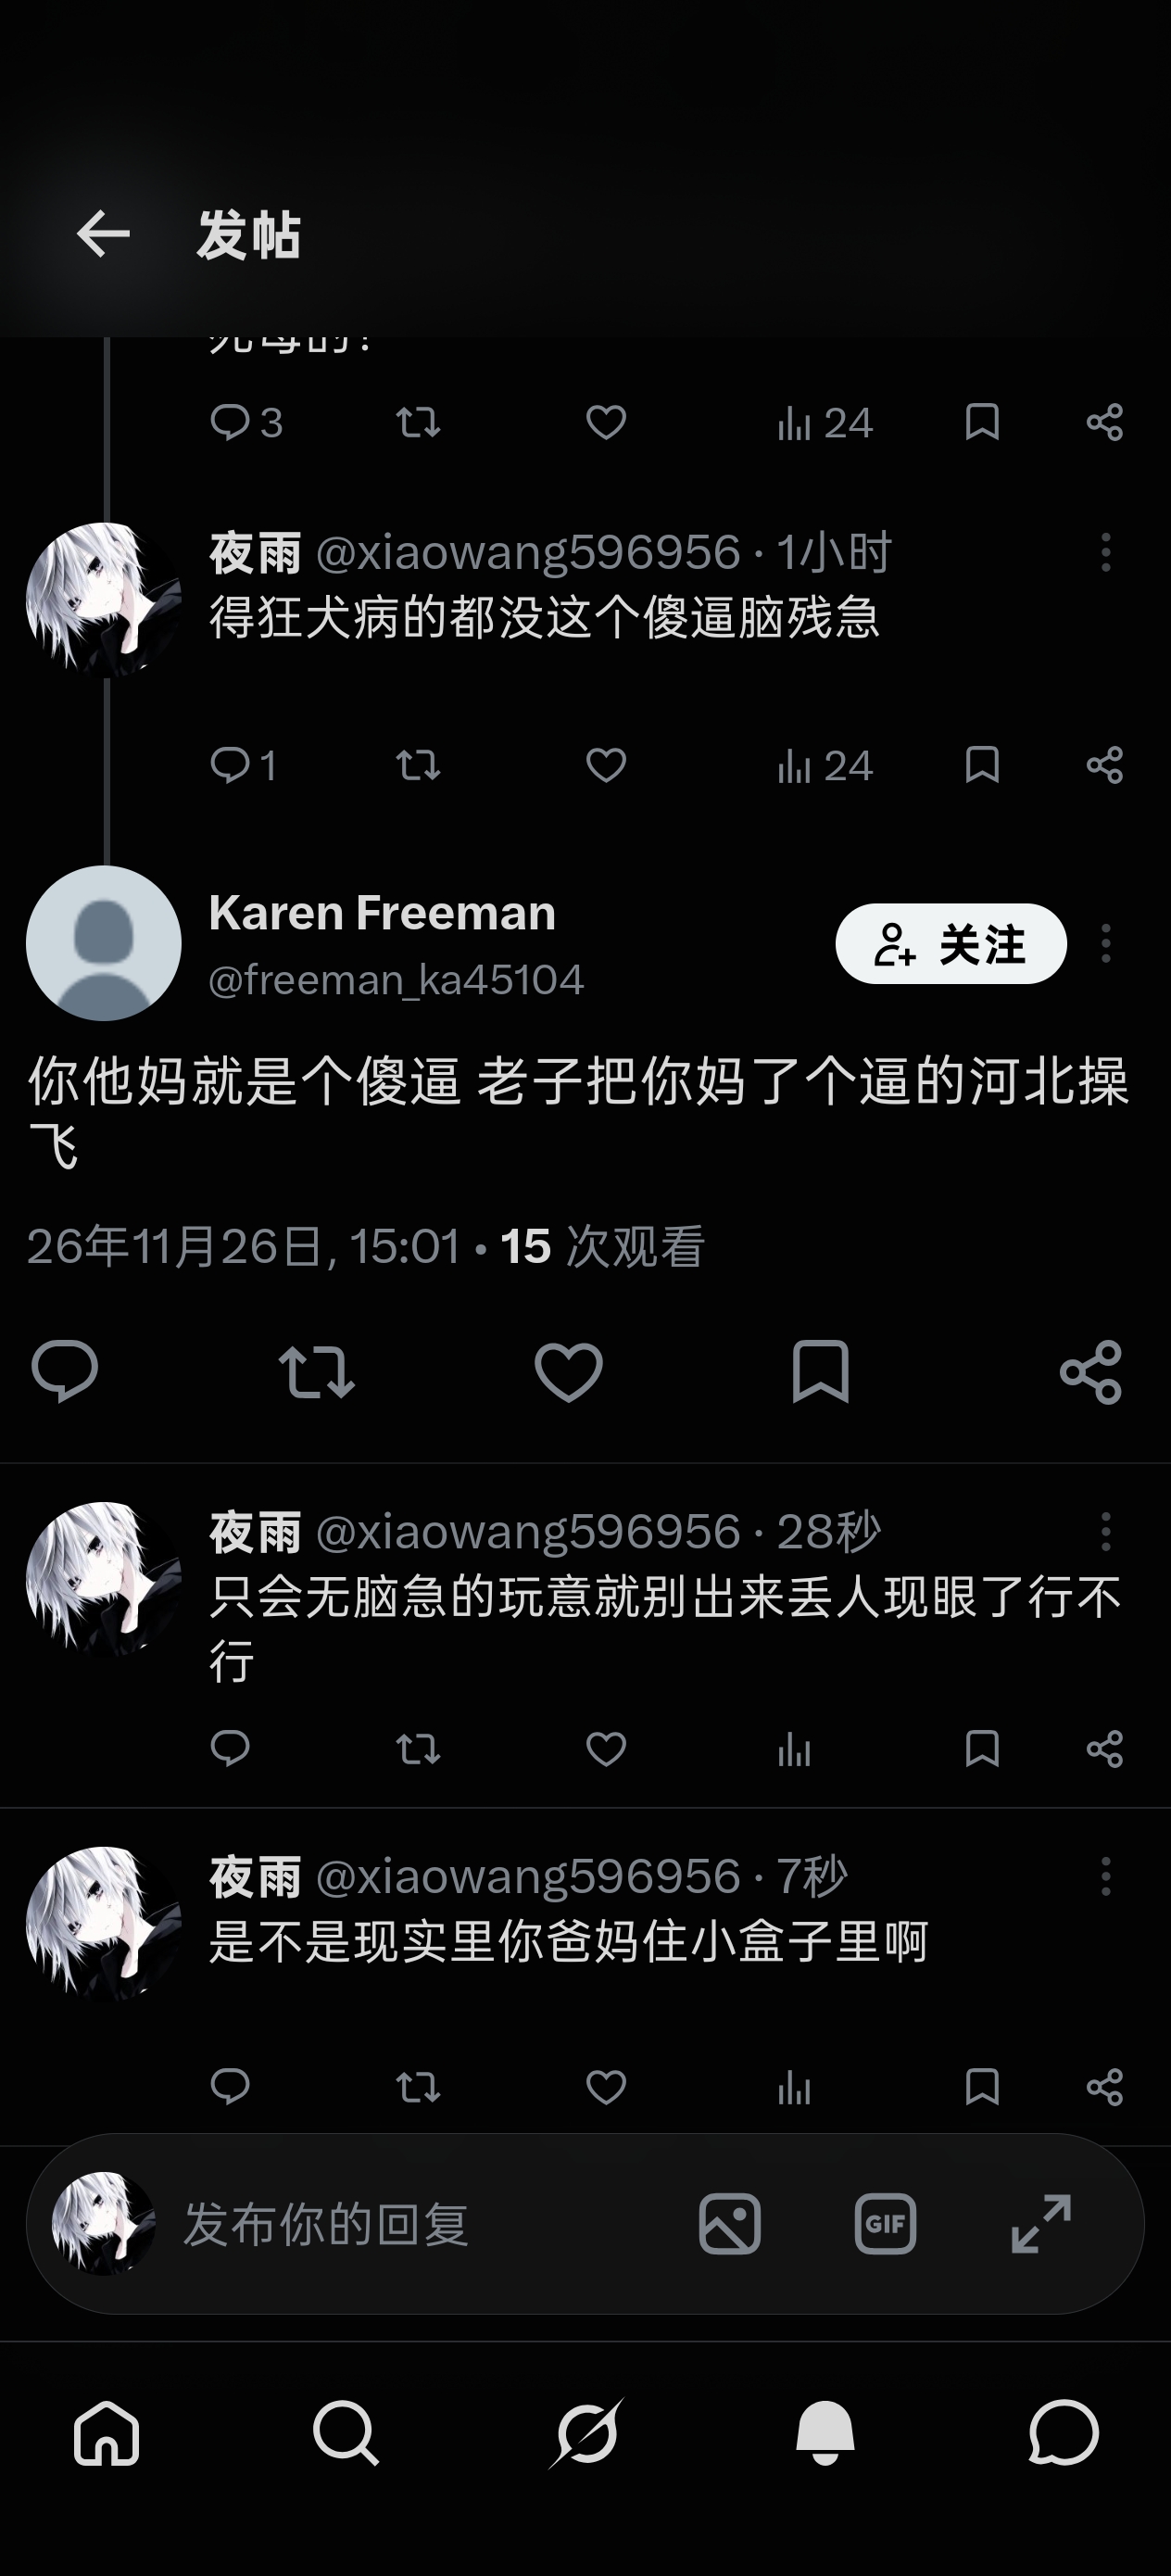 发帖
死母的？
3
24
夜雨 @xiaowang596956 · 1小时
得狂犬病的都没这个傻逼脑残急
1
24
Karen Freeman
关注
@freeman_ka45104
你他妈就是个傻逼 老子把你妈了个逼的河北操
飞
26年11月26日, 15:01 • 15 次观看
夜雨 @xiaowang596956 · 28秒
只会无脑急的玩意就别出来丢人现眼了行不
行
夜雨 @xiaowang596956 · 7秒
是不是现实里你爸妈住小盒子里啊
发布你的回复
GIF